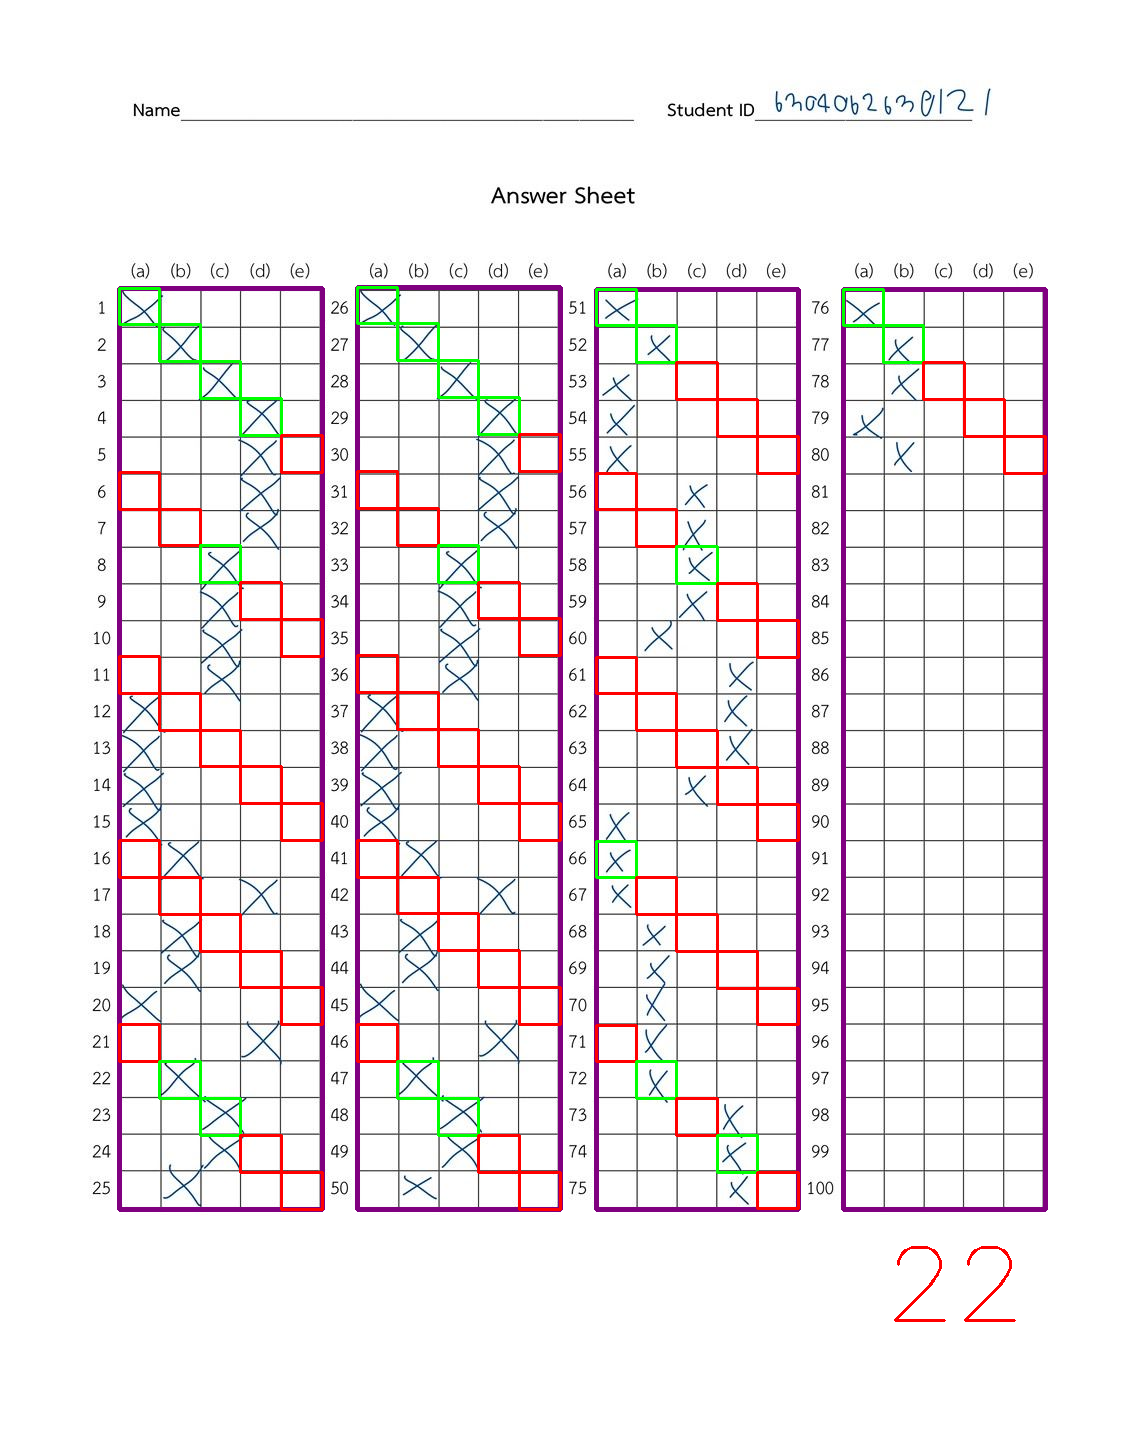 Name Student ID 6304062630121
Answer Sheet
(a) (b) (c) (d) (e) (a) (b) (c) (d) (e) (a) (b) (c) (d) (e) (a) (b) (c) (d) (e)
1 26 51 76
2 27 52 77
3 28 53 78
4 29 54 79
5 30 55 80
6 31 56 81
7 32 57 82
8 33 58 83
9 34 59 84
10 35 60 85
11 36 61 86
12 37 62 87
13 38 63 88
14 39 64 89
15 40 65 90
16 41 66 91
17 42 67 92
18 43 68 93
19 44 69 94
20 45 70 95
21 46 71 96
22 47 72 97
23 48 73 98
24 49 74 99
25 50 75 100
22